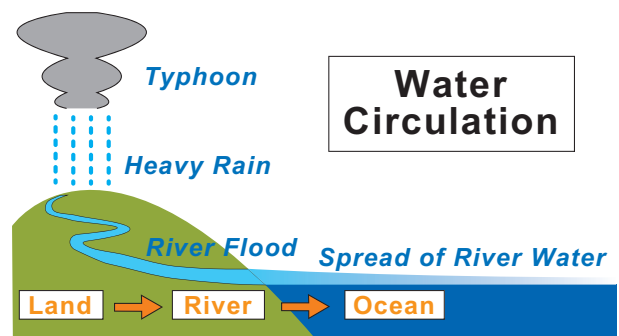 Typhoon
Water
Circulation
Heavy Rain
River Flood
Spread of River Water
Land
River
Ocean